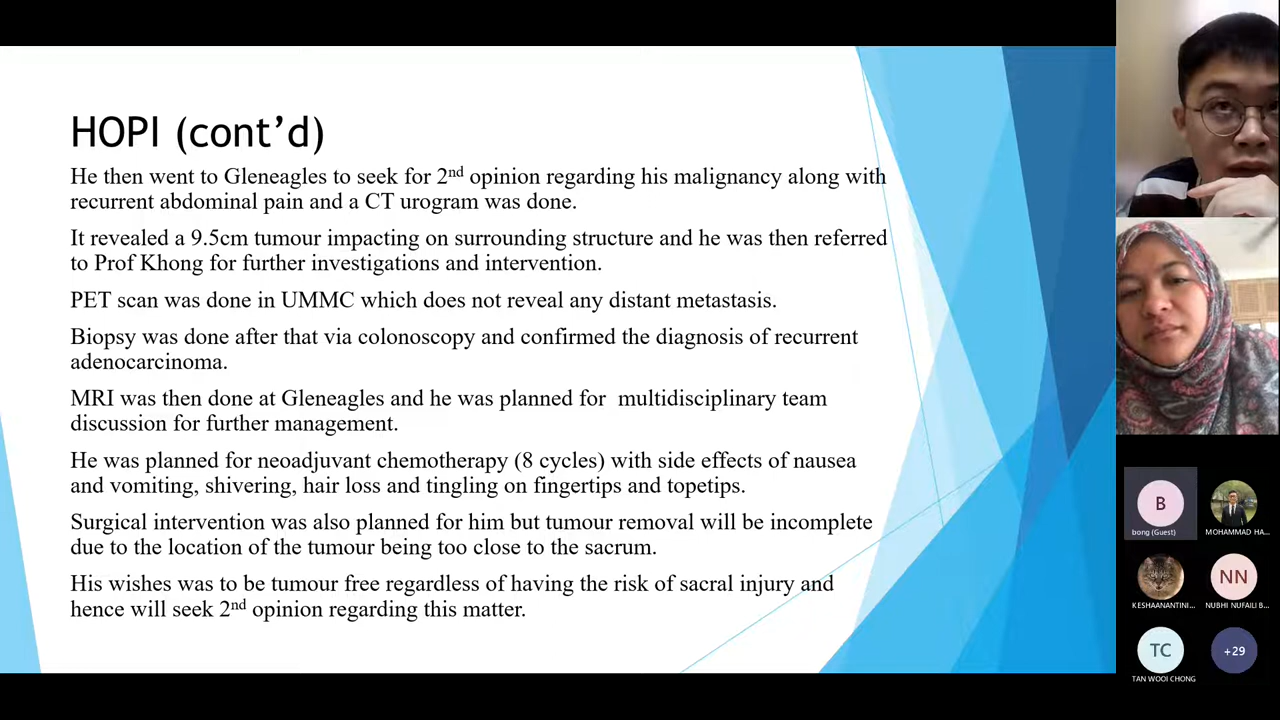 HOPI (cont'd)
He then went to Gleneagles to seek for 2nd opinion regarding his malignancy along with
recurrent abdominal pain and a CT urogram was done.
It revealed a 9.5cm tumour impacting on surrounding structure and he was then referred
to Prof Khong for further investigations and intervention.
PET scan was done in UMMC which does not reveal any distant metastasis.
Biopsy was done after that via colonoscopy and confirmed the diagnosis of recurrent
adenocarcinoma.
MRI was then done at Gleneagles and he was planned for multidisciplinary team
discussion for further management.
He was planned for neoadjuvant chemotherapy (8 cycles) with side effects of nausea
and vomiting, shivering, hair loss and tingling on fingertips and topetips.
Surgical intervention was also planned for him but tumour removal will be incomplete
due to the location of the tumour being too close to the sacrum.
His wishes was to be tumour free regardless of having the risk of sacral injury and
hence will seek 2nd opinion regarding this matter.
B
bong (Guest)
MOHAMMAD HA...
KESHAANANTINI...
NN
NUBHI NUFAILI B...
TC
TAN WOOI CHONG
+29